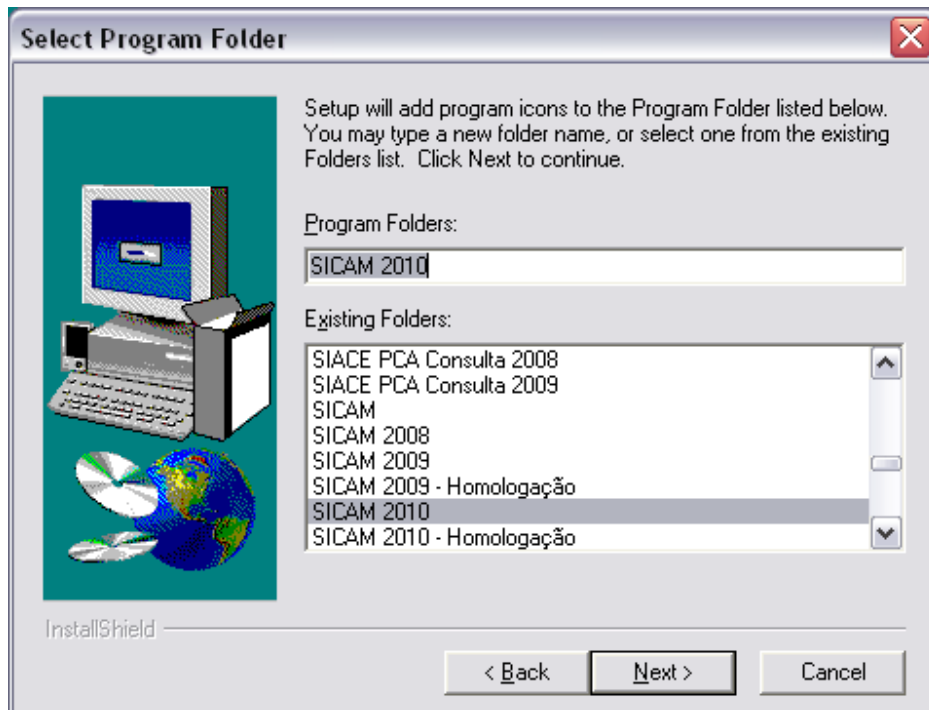 Select Program Folder
Setup will add program icons to the Program Folder listed below.
You may type a new folder name, or select one from the existing
Folders list.  Click Next to continue.
Program Folders:
SICAM 2010
Existing Folders:
SIACE PCA Consulta 2008
SIACE PCA Consulta 2009
SICAM
SICAM 2008
SICAM 2009
SICAM 2009 - Homologação
SICAM 2010
SICAM 2010 - Homologação
InstallShield
< Back
Next >
Cancel